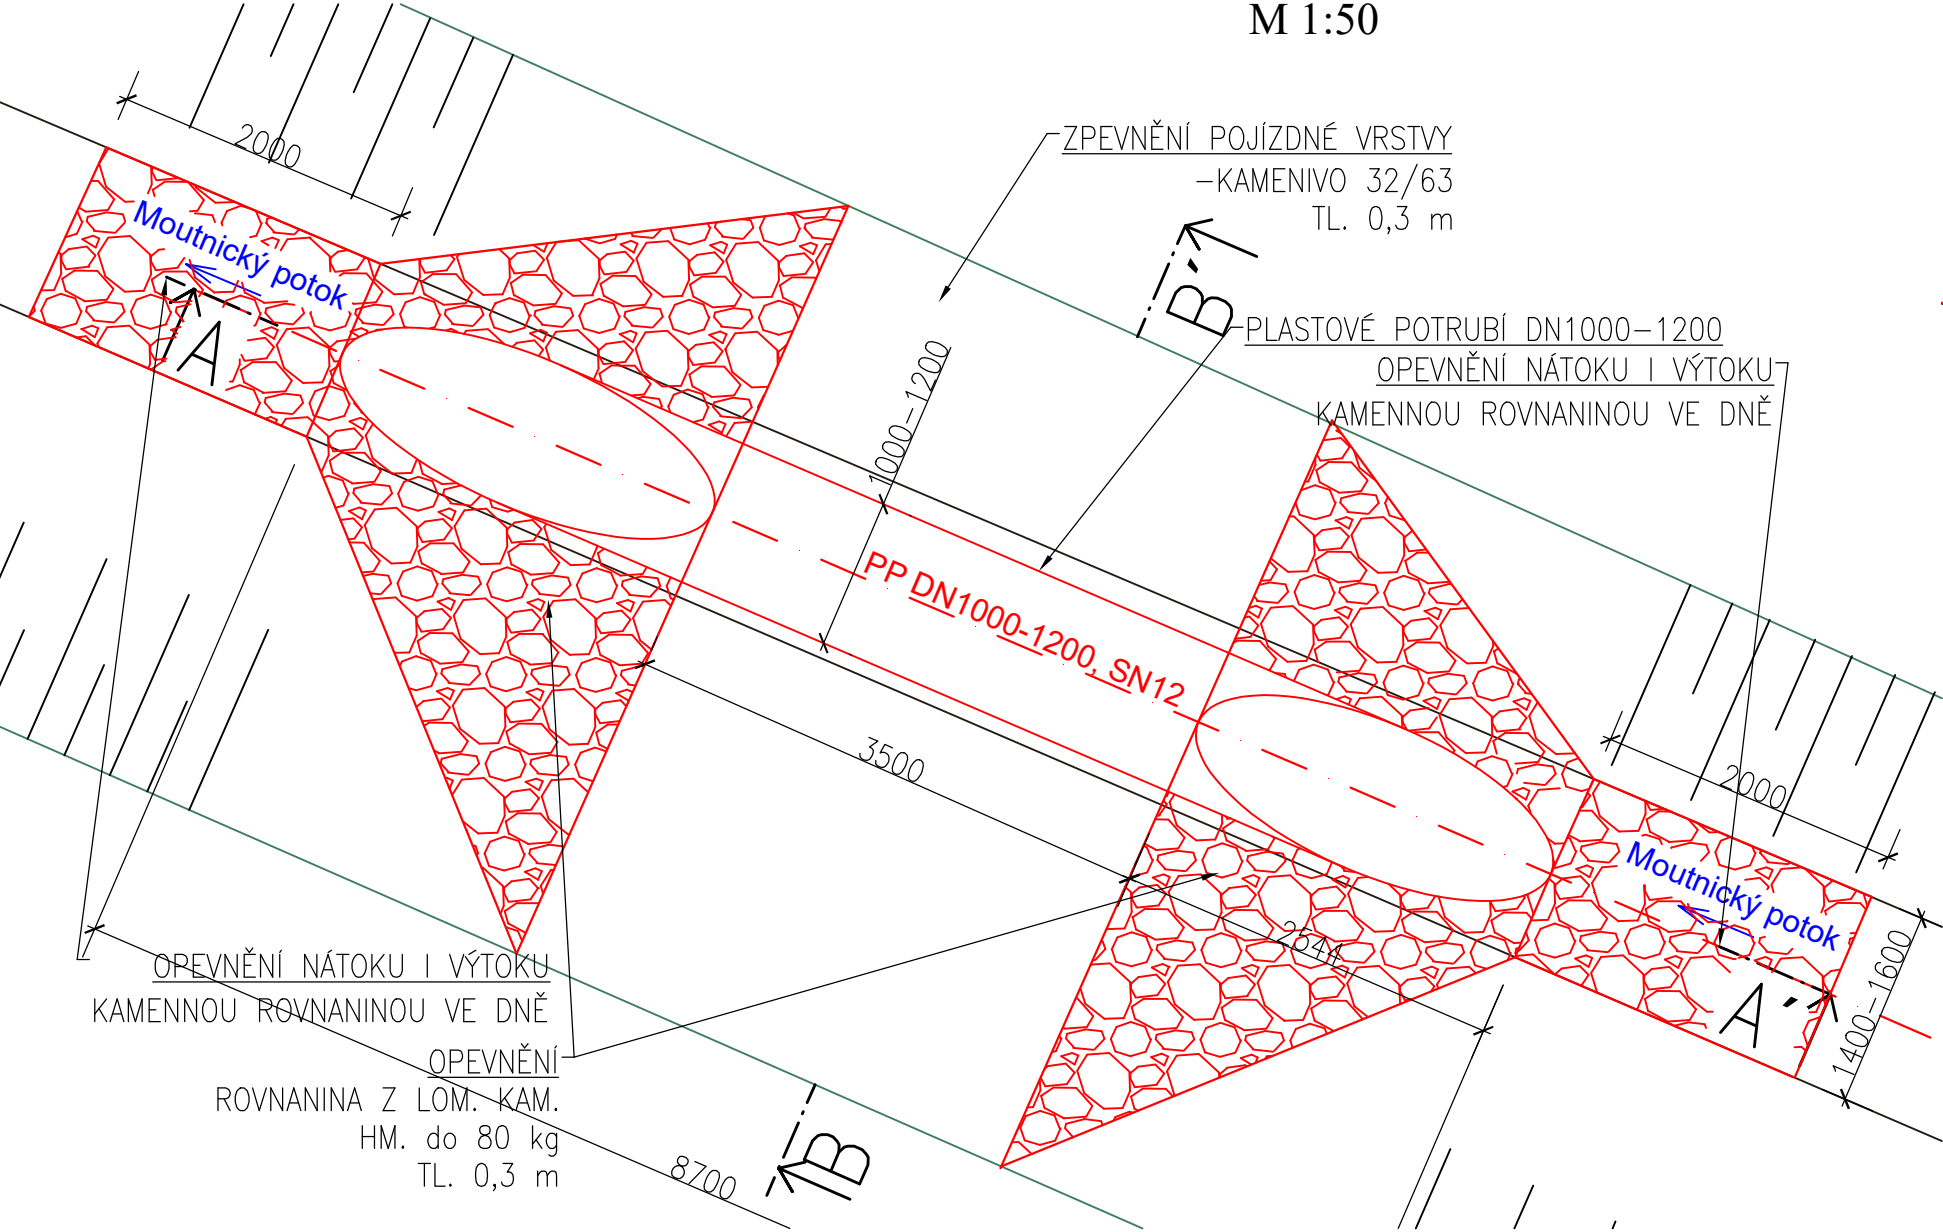 M 1:50
2000
ZPEVNĚNÍ POJÍZDNÉ VRSTVY
-KAMENIVO 32/63
TL. 0,3 m
Moutnický potok
A
B'
1000-1200
PLASTOVÉ POTRUBÍ DN1000-1200
OPEVNĚNÍ NÁTOKU I VÝTOKU
KAMENNOU ROVNANINOU VE DNĚ
PP DN1000-1200, SN12
3500
2000
Moutnický potok
2544
A'
1400-1600
OPEVNĚNÍ NÁTOKU I VÝTOKU
KAMENNOU ROVNANINOU VE DNĚ
OPEVNĚNÍ
ROVNANINA Z LOM. KAM.
HM. do 80 kg
TL. 0,3 m
8700
B